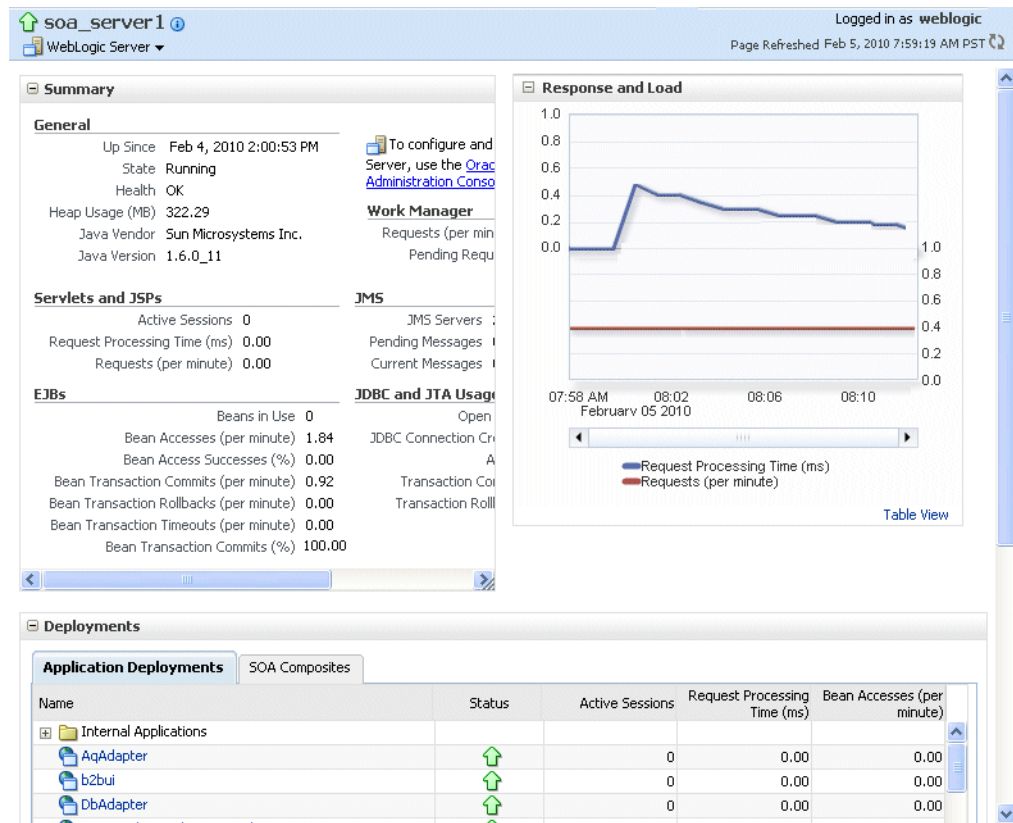 soa_server1
Logged in as weblogic
WebLogic Server
Page Refreshed Feb 5, 2010 7:59:19 AM PST
Summary
General
Up Since Feb 4, 2010 2:00:53 PM
State Running
Health OK
Heap Usage (MB) 322.29
Java Vendor Sun Microsystems Inc.
Java Version 1.6.0_11
To configure and
Server, use the Orac
Administration Conso
Work Manager
Requests (per min
Pending Requ
Servlets and JSPs
Active Sessions 0
Request Processing Time (ms) 0.00
Requests (per minute) 0.00
JMS
JMS Servers
Pending Messages
Current Messages
EJBs
Beans in Use 0
Bean Accesses (per minute) 1.84
Bean Access Successes (%) 0.00
Bean Transaction Commits (per minute) 0.92
Bean Transaction Rollbacks (per minute) 0.00
Bean Transaction Timeouts (per minute) 0.00
Bean Transaction Commits (%) 100.00
JDBC and JTA Usag
Open
JDBC Connection Cr
A
Transaction Co
Transaction Roll
Response and Load
1.0
0.8
0.6
0.4
0.2
0.0
1.0
0.8
0.6
0.4
0.2
0.0
07:58 AM 08:02 08:06 08:10
February 05 2010
Request Processing Time (ms)
Requests (per minute)
Table View
Deployments
Application Deployments SOA Composites
Name Status Active Sessions Request Processing Time (ms) Bean Accesses (per minute)
Internal Applications
AqAdapter 0 0.00 0.00
b2bui 0 0.00 0.00
DbAdapter 0 0.00 0.00